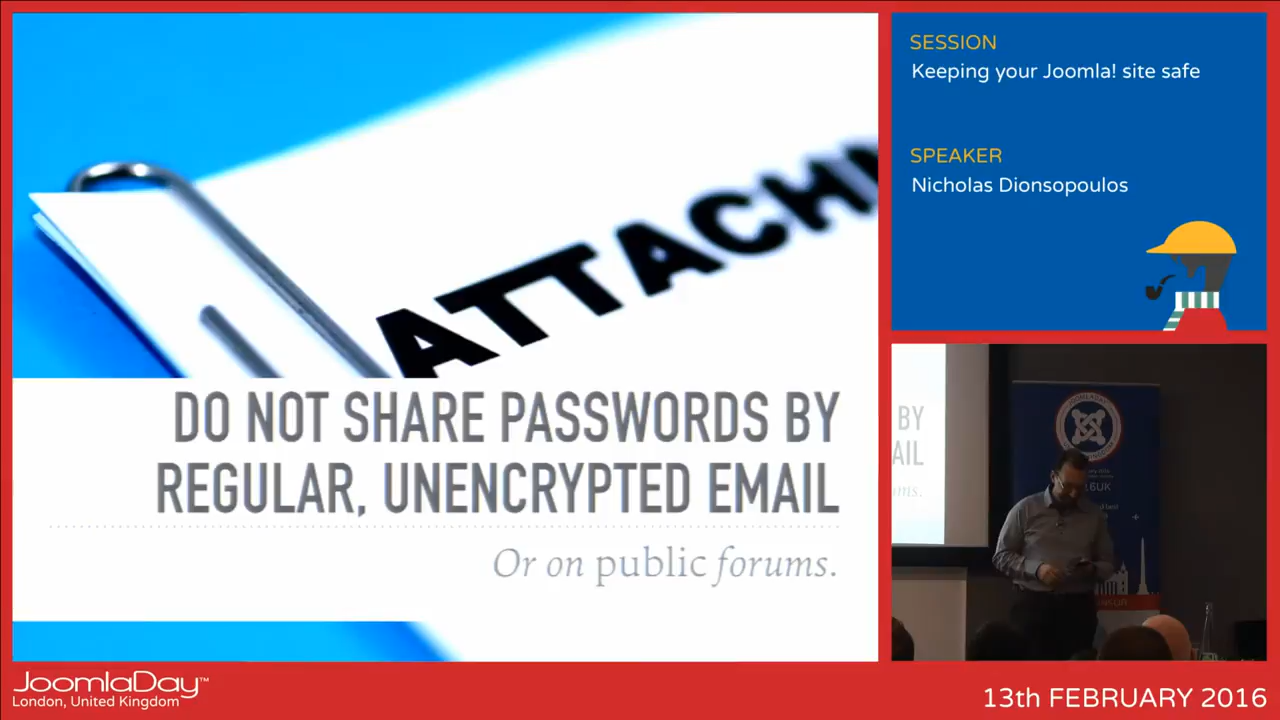 ATTACH
DO NOT SHARE PASSWORDS BY
REGULAR, UNENCRYPTED EMAIL
Or on public forums.
SESSION
Keeping your Joomla! site safe
SPEAKER
Nicholas Dionsopoulos
BY
AIL
JoomlaDay™
London, United Kingdom
13th FEBRUARY 2016